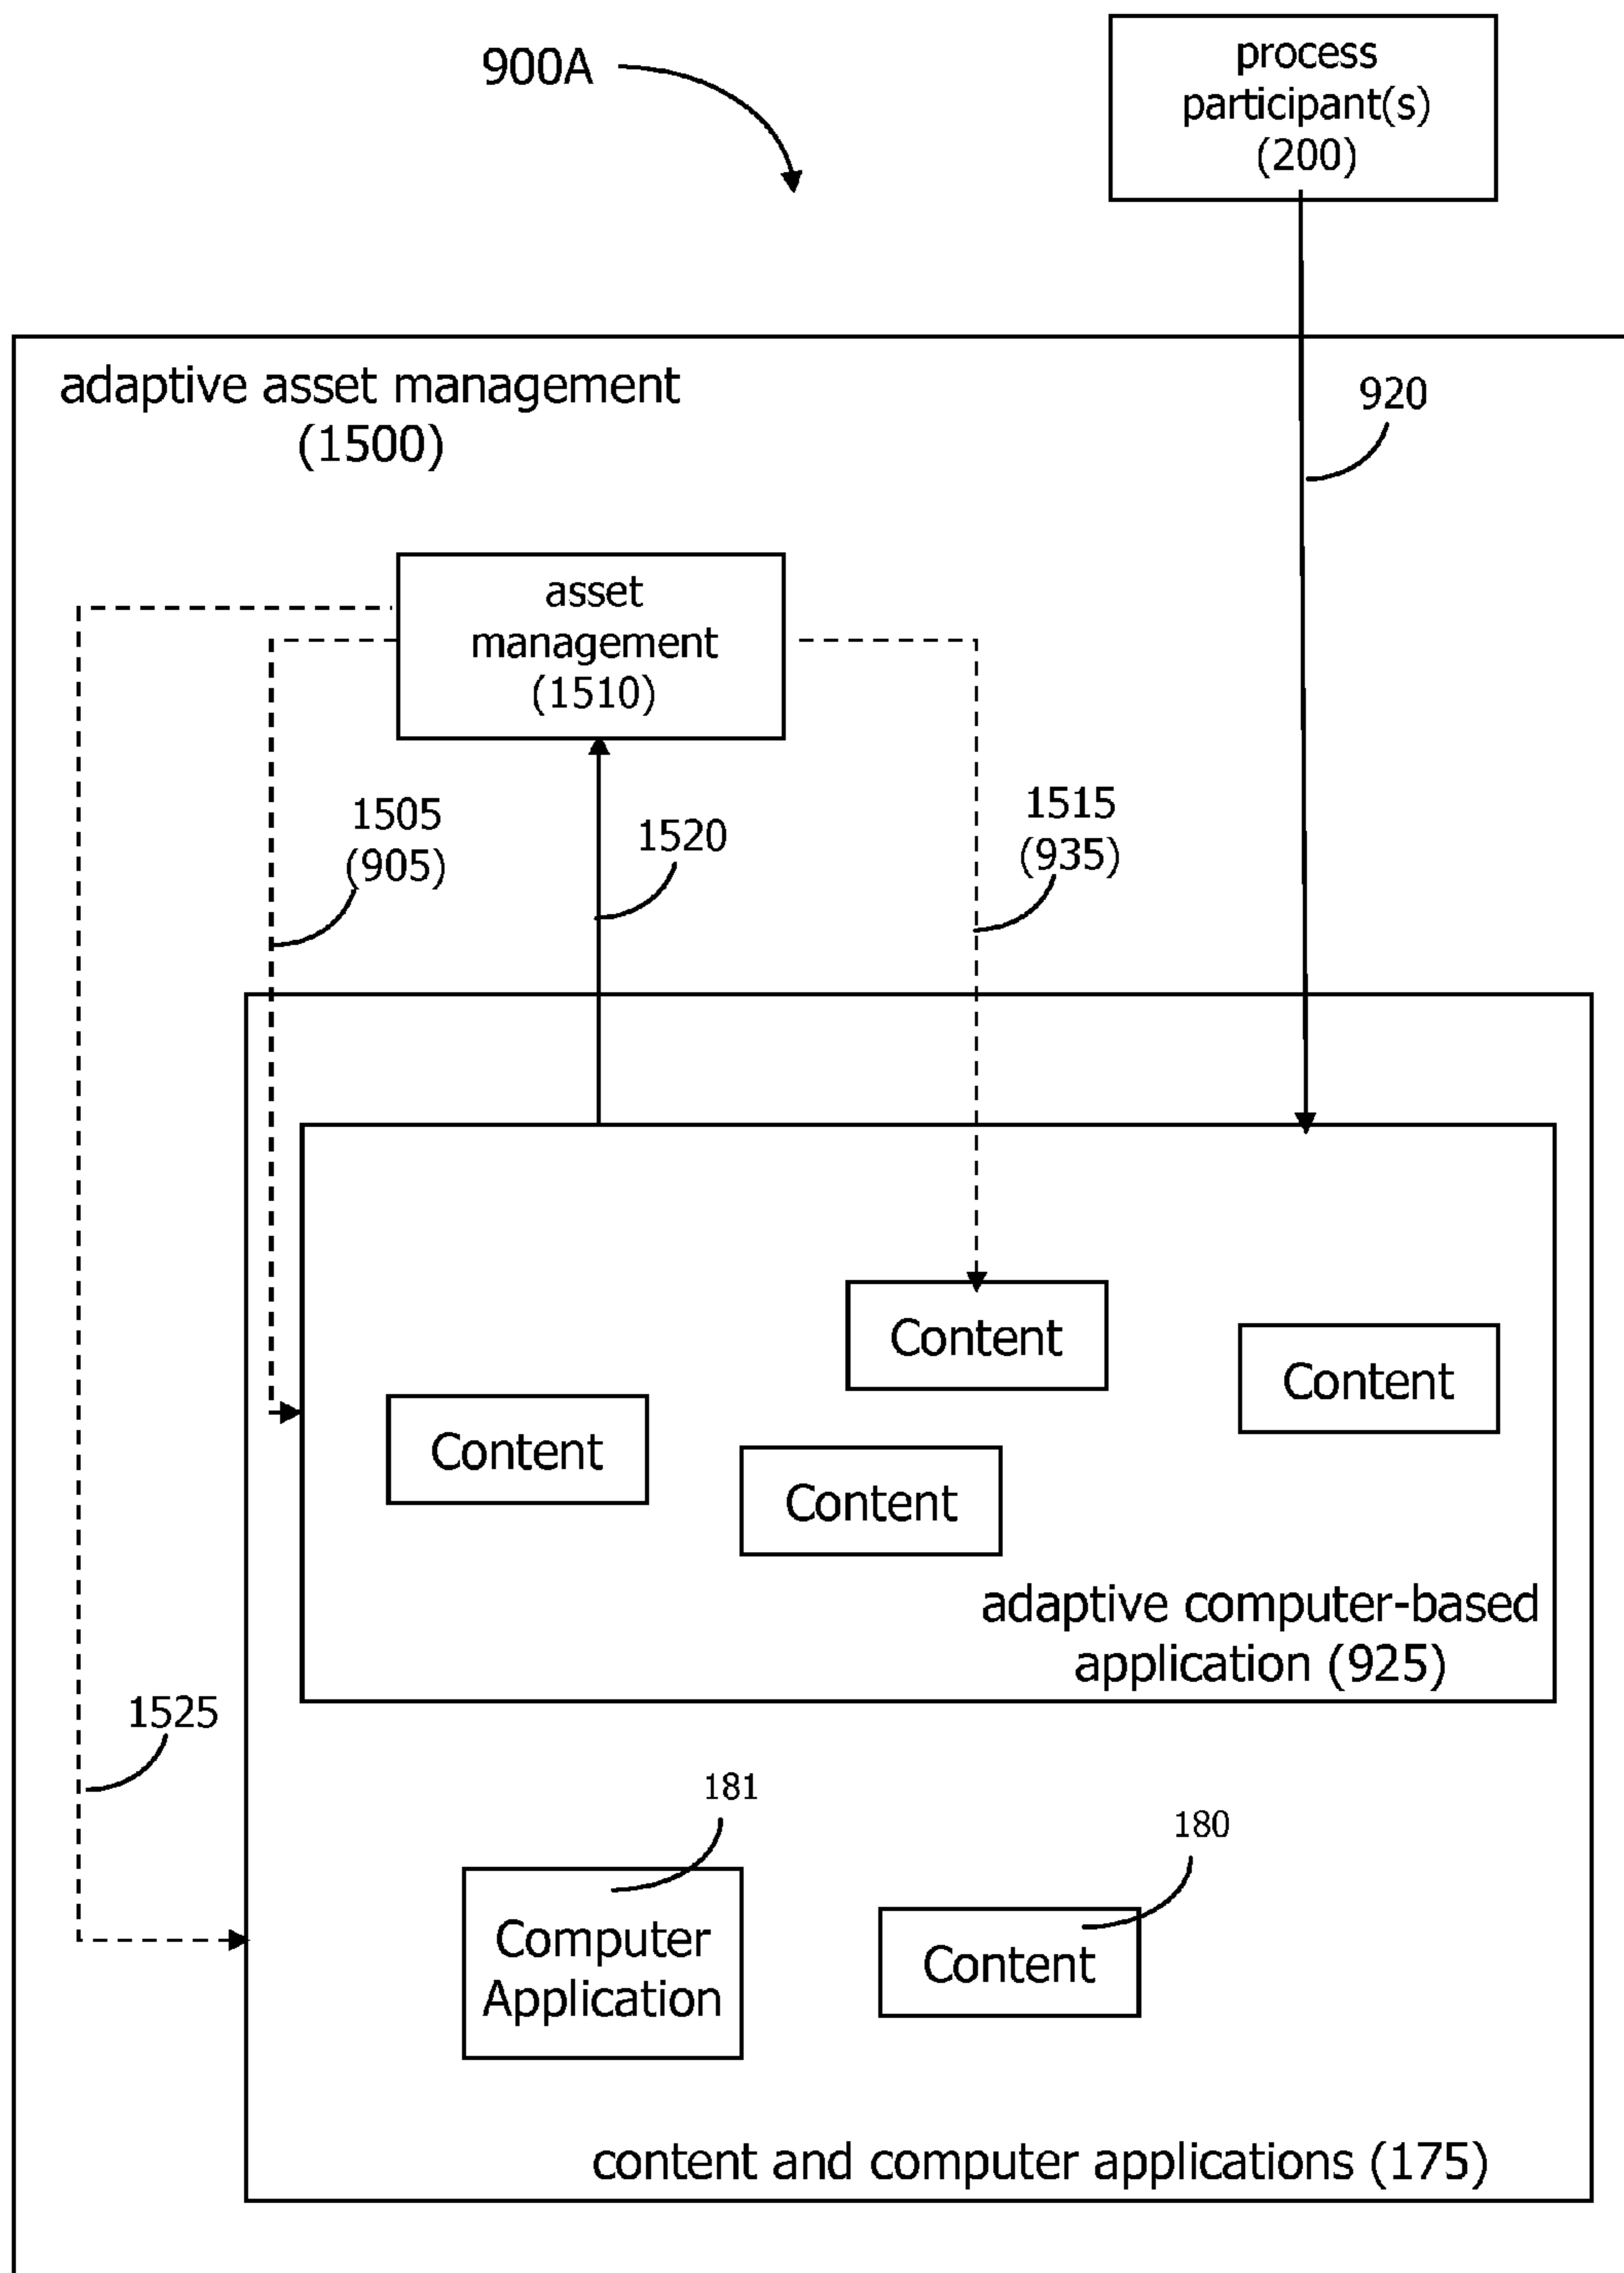 900A
process
participant(s)
(200)
adaptive asset management
(1500)
920
asset
management
(1510)
1505
(905)
1520
1515
(935)
Content
Content
Content
Content
adaptive computer-based
application (925)
1525
181
180
Computer
Application
Content
content and computer applications (175)